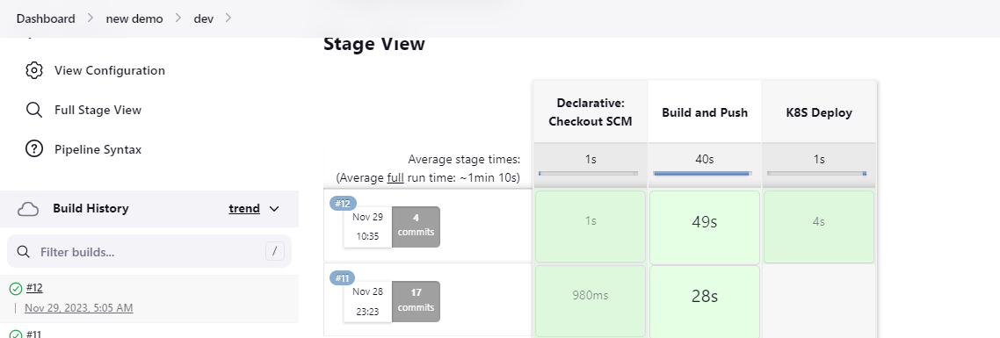 Dashboard > new demo > dev >
View Configuration
Full Stage View
Pipeline Syntax
Build History trend
Filter builds... /
#12
Nov 29, 2023, 5:05 AM
#11
Stage View
Declarative: Checkout SCM
Build and Push
K8S Deploy
Average stage times:
(Average full run time: ~1min 10s)
1s 40s 1s
#12
Nov 29
10:35
4
commits
1s 49s 4s
#11
Nov 28
23:23
17
commits
980ms 28s